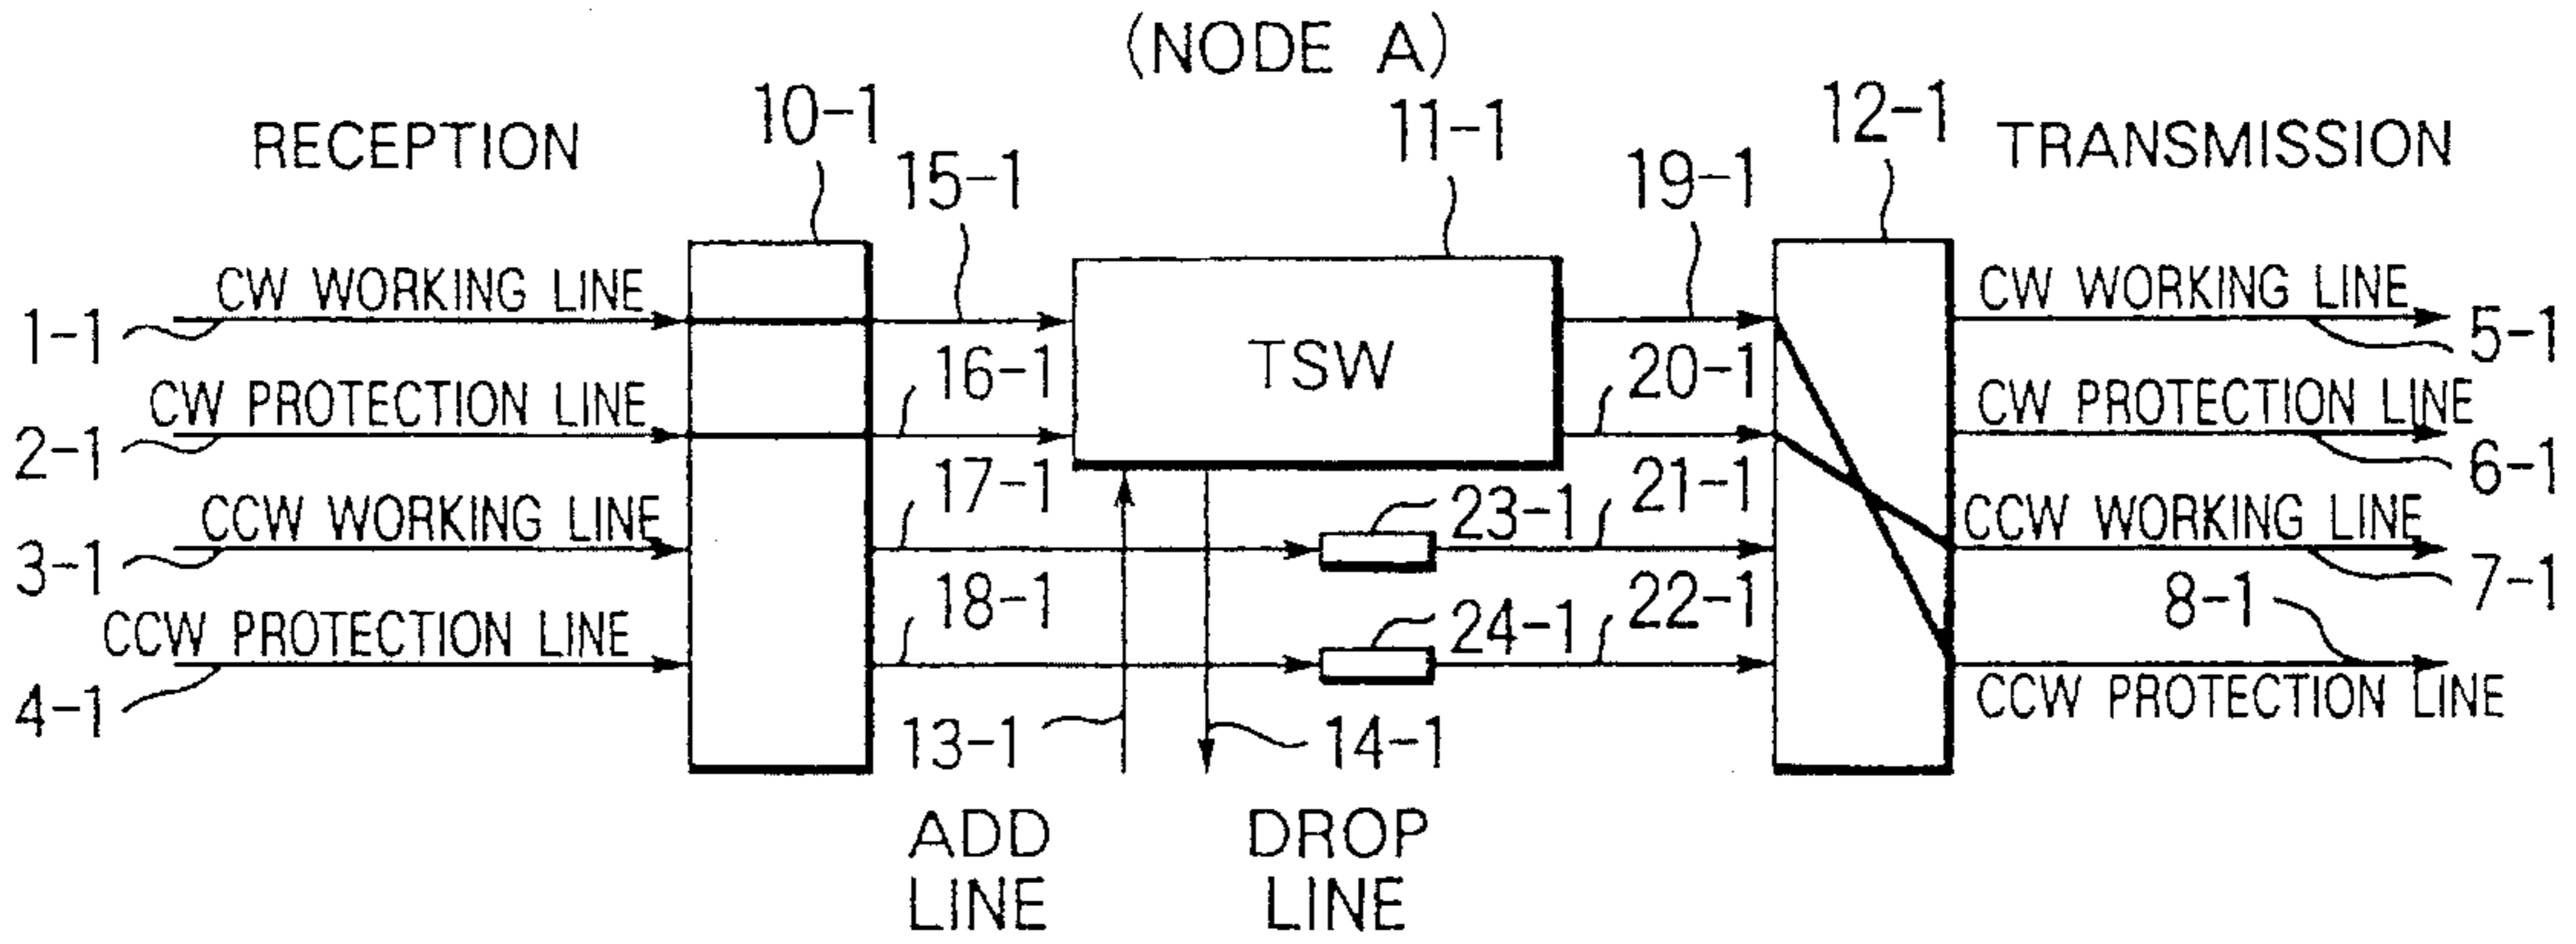 (NODE A)
RECEPTION
10-1
15-1
11-1
19-1
12-1
TRANSMISSION
CW WORKING LINE
1-1
TSW
CW WORKING LINE
5-1
CW PROTECTION LINE
2-1
16-1
20-1
CW PROTECTION LINE
6-1
CCW WORKING LINE
3-1
17-1
23-1
21-1
CCW WORKING LINE
7-1
CCW PROTECTION LINE
4-1
18-1
24-1
22-1
8-1
CCW PROTECTION LINE
13-1
14-1
ADD
LINE
DROP
LINE